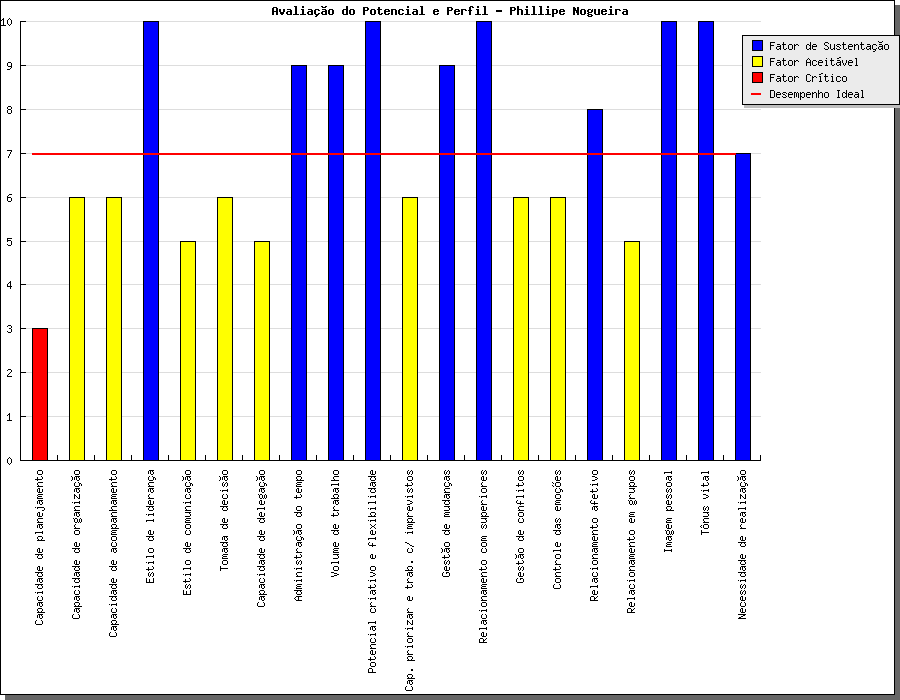 Avaliação do Potencial e Perfil - Phillipe Nogueira
Fator de Sustentação
Fator Aceitável
Fator Crítico
Desempenho Ideal
10
9
8
7
6
5
4
3
2
1
0
Capacidade de planejamento
Capacidade de organização
Capacidade de acompanhamento
Estilo de liderança
Estilo de comunicação
Tomada de decisão
Capacidade de delegação
Administração do tempo
Volume de trabalho
Potencial criativo e flexibilidade
Cap. priorizar e trab. c/ imprevistos
Gestão de mudanças
Relacionamento com superiores
Gestão de conflitos
Controle das emoções
Relacionamento afetivo
Relacionamento em grupos
Imagem pessoal
Tônus vital
Necessidade de realização